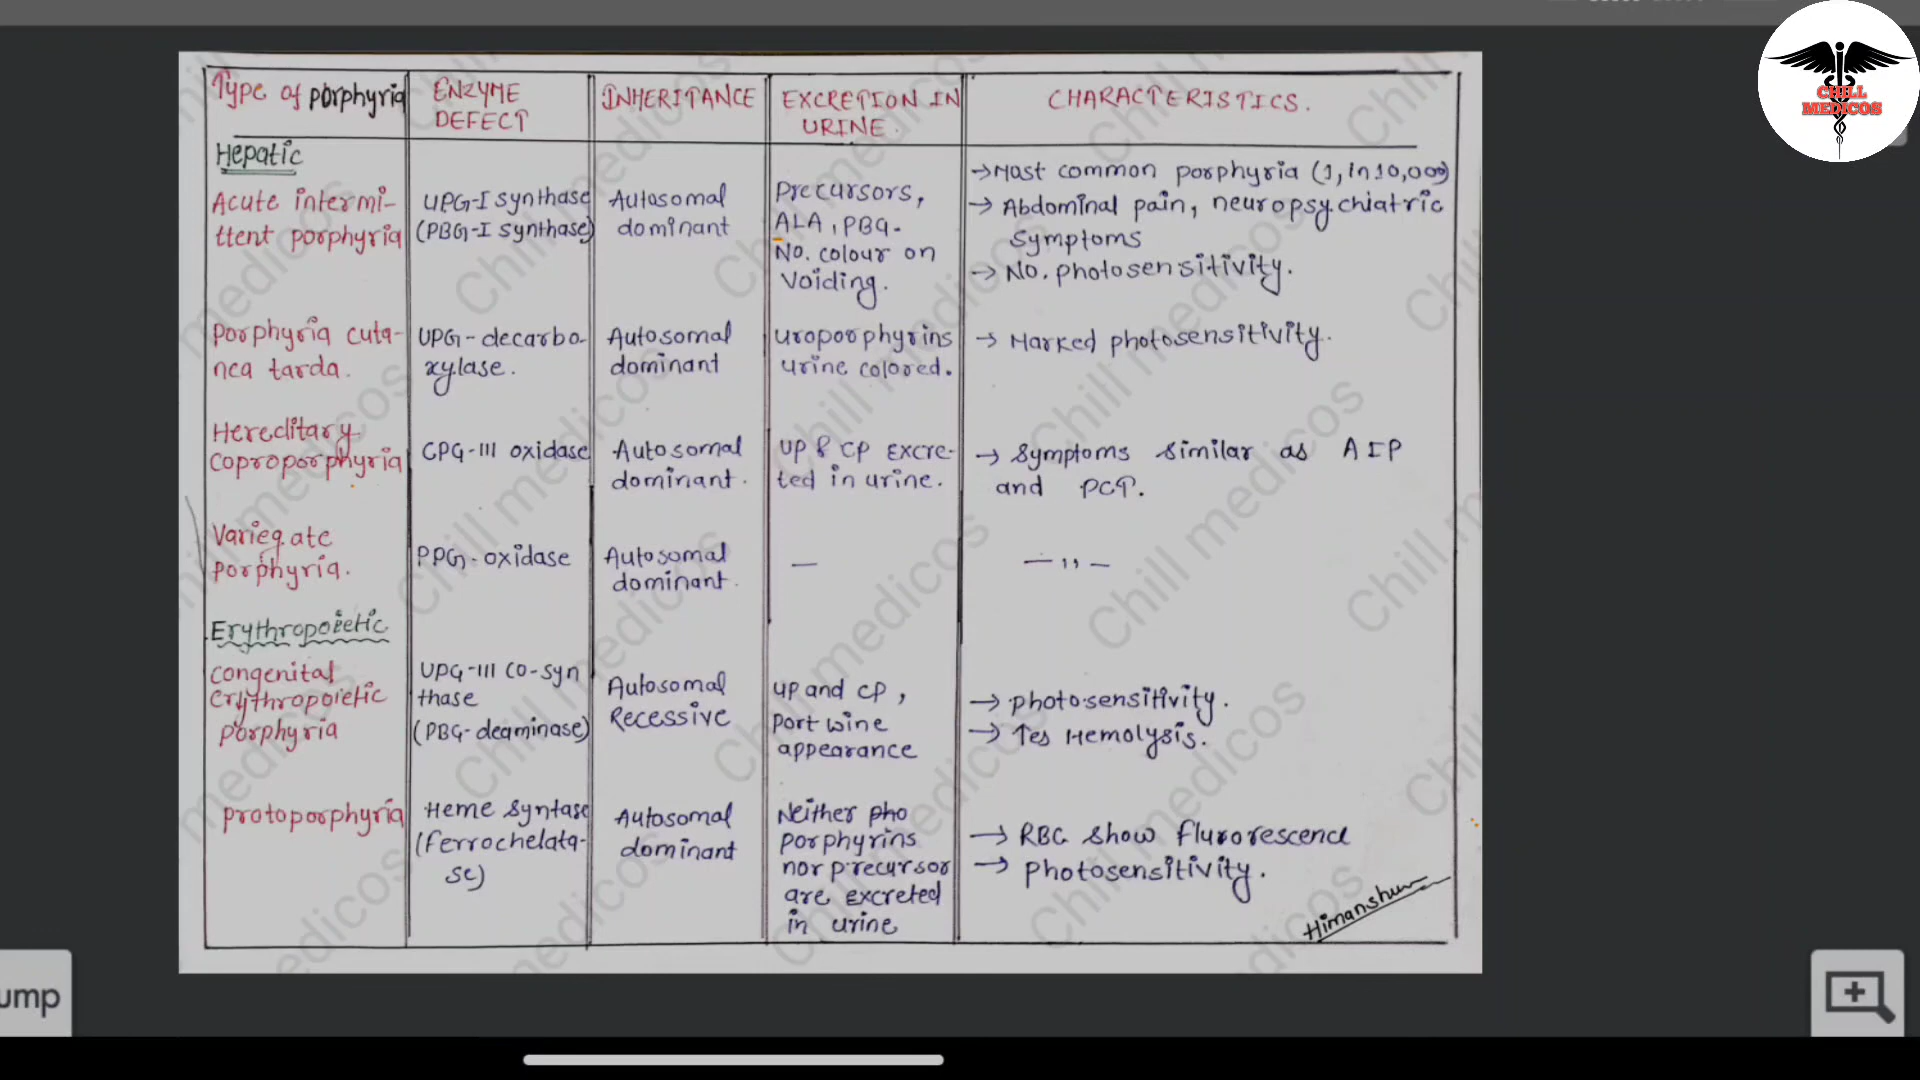 CHILL
MEDICOS
Type of porphyria
ENZYME
DEFECT
INHERITANCE
EXCRETION IN
URINE.
CHARACTERISTICS.
Hepatic
Acute intermi-
ttent porphyria
UPG-I synthase
(PBG-I synthase)
Autosomal
dominant
Precursors,
ALA, PBG.
No. colour on
Voiding.
→ Most common porphyria (1, in 10,000)
→ Abdominal pain, neuropsychiatric
symptoms
→ No. photosensitivity.
Porphyria cuta-
nea tarda.
UPG-decarbo-
xylase.
Autosomal
dominant
uroporphyrins
urine colored.
→ Marked photosensitivity.
Hereditary
Coproporphyria
CPG-III oxidase
Autosomal
dominant.
UP & CP excre-
ted in urine.
→ symptoms similar as AIP
and PCT.
Variegate
porphyria.
PPG-oxidase
Autosomal
dominant.
—
— ,, —
Erythropoietic
congenital
erythropoietic
porphyria
UPG-III co-syn
thase
(PBG-deaminase)
Autosomal
Recessive
UP and CP,
Port wine
appearance
→ photosensitivity.
→ ↑es Hemolysis.
protoporphyria
Heme syntase
(ferrochelata-
se)
Autosomal
dominant
Neither pho
porphyrins
nor precursor
are excreted
in urine
→ RBC show flurorescence
→ photosensitivity.
Himanshu
ump
Chill medicos